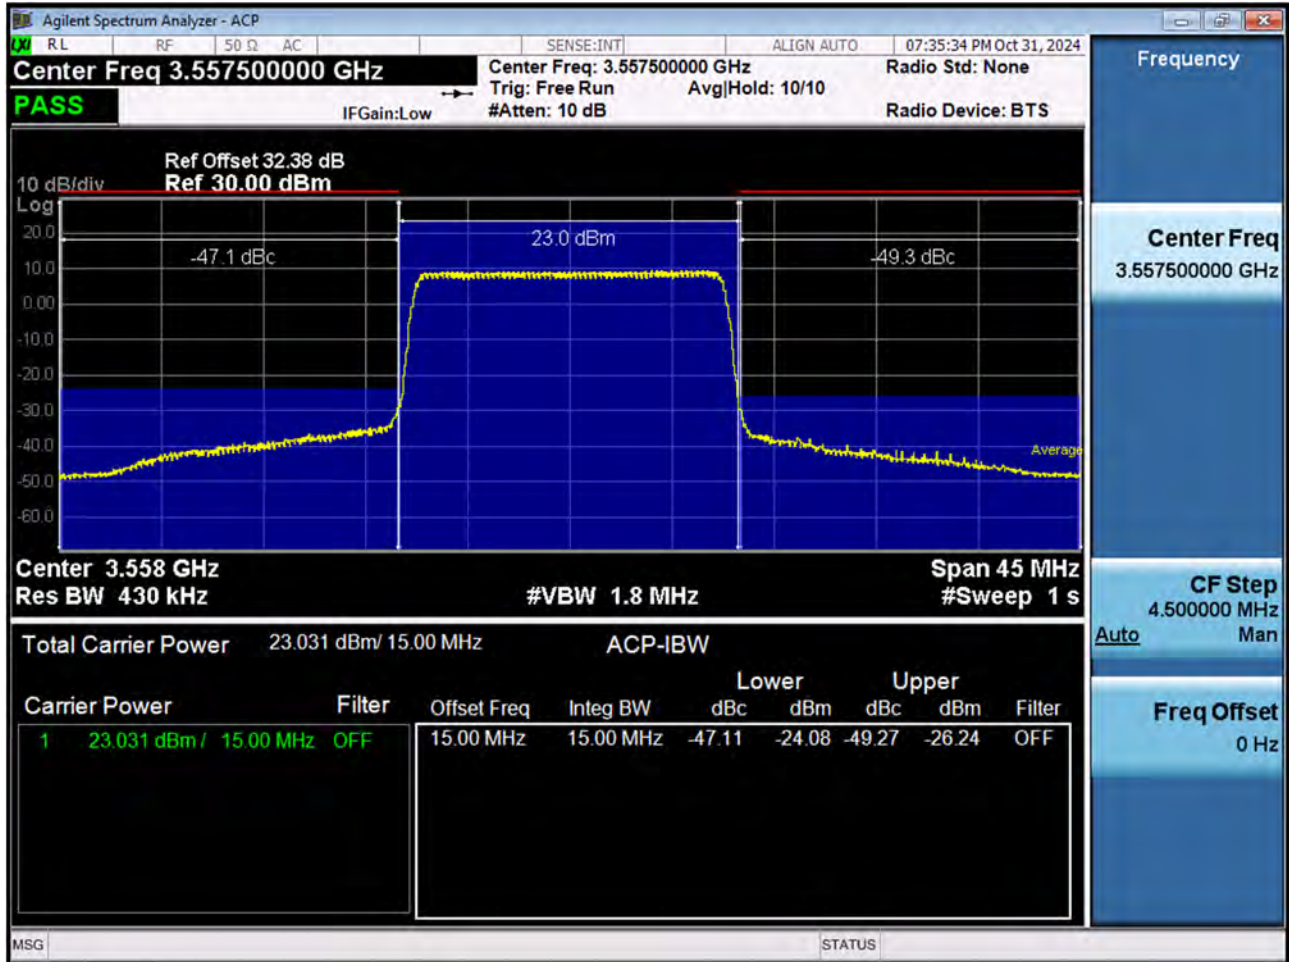 Agilent Spectrum Analyzer - ACP
LXI RL RF 50 Ω AC SENSE:INT ALIGN AUTO 07:35:34 PM Oct 31, 2024
Center Freq 3.557500000 GHz
Center Freq: 3.557500000 GHz Radio Std: None
Trig: Free Run Avg|Hold: 10/10
PASS
IFGain:Low #Atten: 10 dB Radio Device: BTS
Ref Offset 32.38 dB
10 dB/div Ref 30.00 dBm
Log
20.0
10.0
0.00
-10.0
-20.0
-30.0
-40.0
-50.0
-60.0
-47.1 dBc 23.0 dBm -49.3 dBc
Average
Center 3.558 GHz Span 45 MHz
Res BW 430 kHz #VBW 1.8 MHz #Sweep 1 s
Total Carrier Power 23.031 dBm/ 15.00 MHz ACP-IBW
Lower Upper
Carrier Power Filter Offset Freq Integ BW dBc dBm dBc dBm Filter
1 23.031 dBm / 15.00 MHz OFF 15.00 MHz 15.00 MHz -47.11 -24.08 -49.27 -26.24 OFF
MSG STATUS
Frequency
Center Freq
3.557500000 GHz
CF Step
4.500000 MHz
Auto Man
Freq Offset
0 Hz